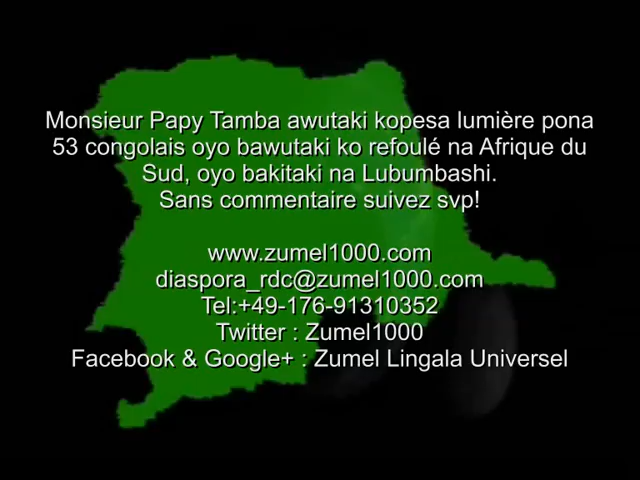 Monsieur Papy Tamba awutaki kopesa lumière pona
53 congolais oyo bawutaki ko refoulé na Afrique du
Sud, oyo bakitaki na Lubumbashi.
Sans commentaire suivez svp!
www.zumel1000.com
diaspora_rdc@zumel1000.com
Tel:+49-176-91310352
Twitter : Zumel1000
Facebook & Google+ : Zumel Lingala Universel